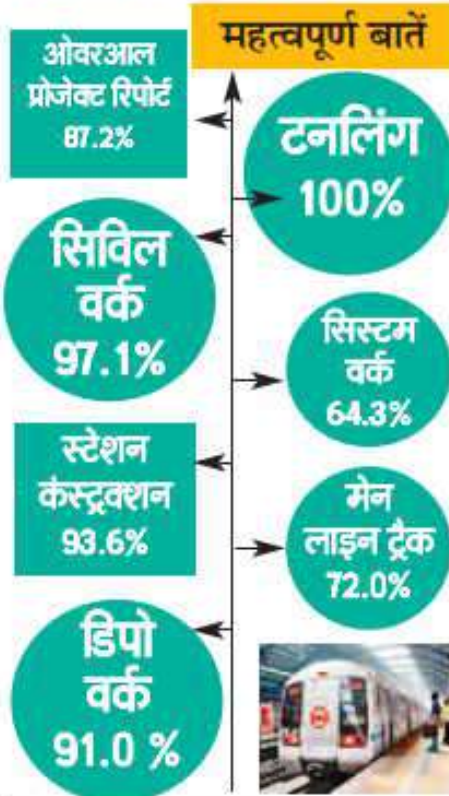 महत्वपूर्ण बातें
ओवरआल
प्रोजेक्ट रिपोर्ट
87.2%
टनलिंग
100%
सिविल
वर्क
97.1%
सिस्टम
वर्क
64.3%
स्टेशन
कंस्ट्रक्शन
93.6%
मेन
लाइन ट्रैक
72.0%
डिपो
वर्क
91.0 %